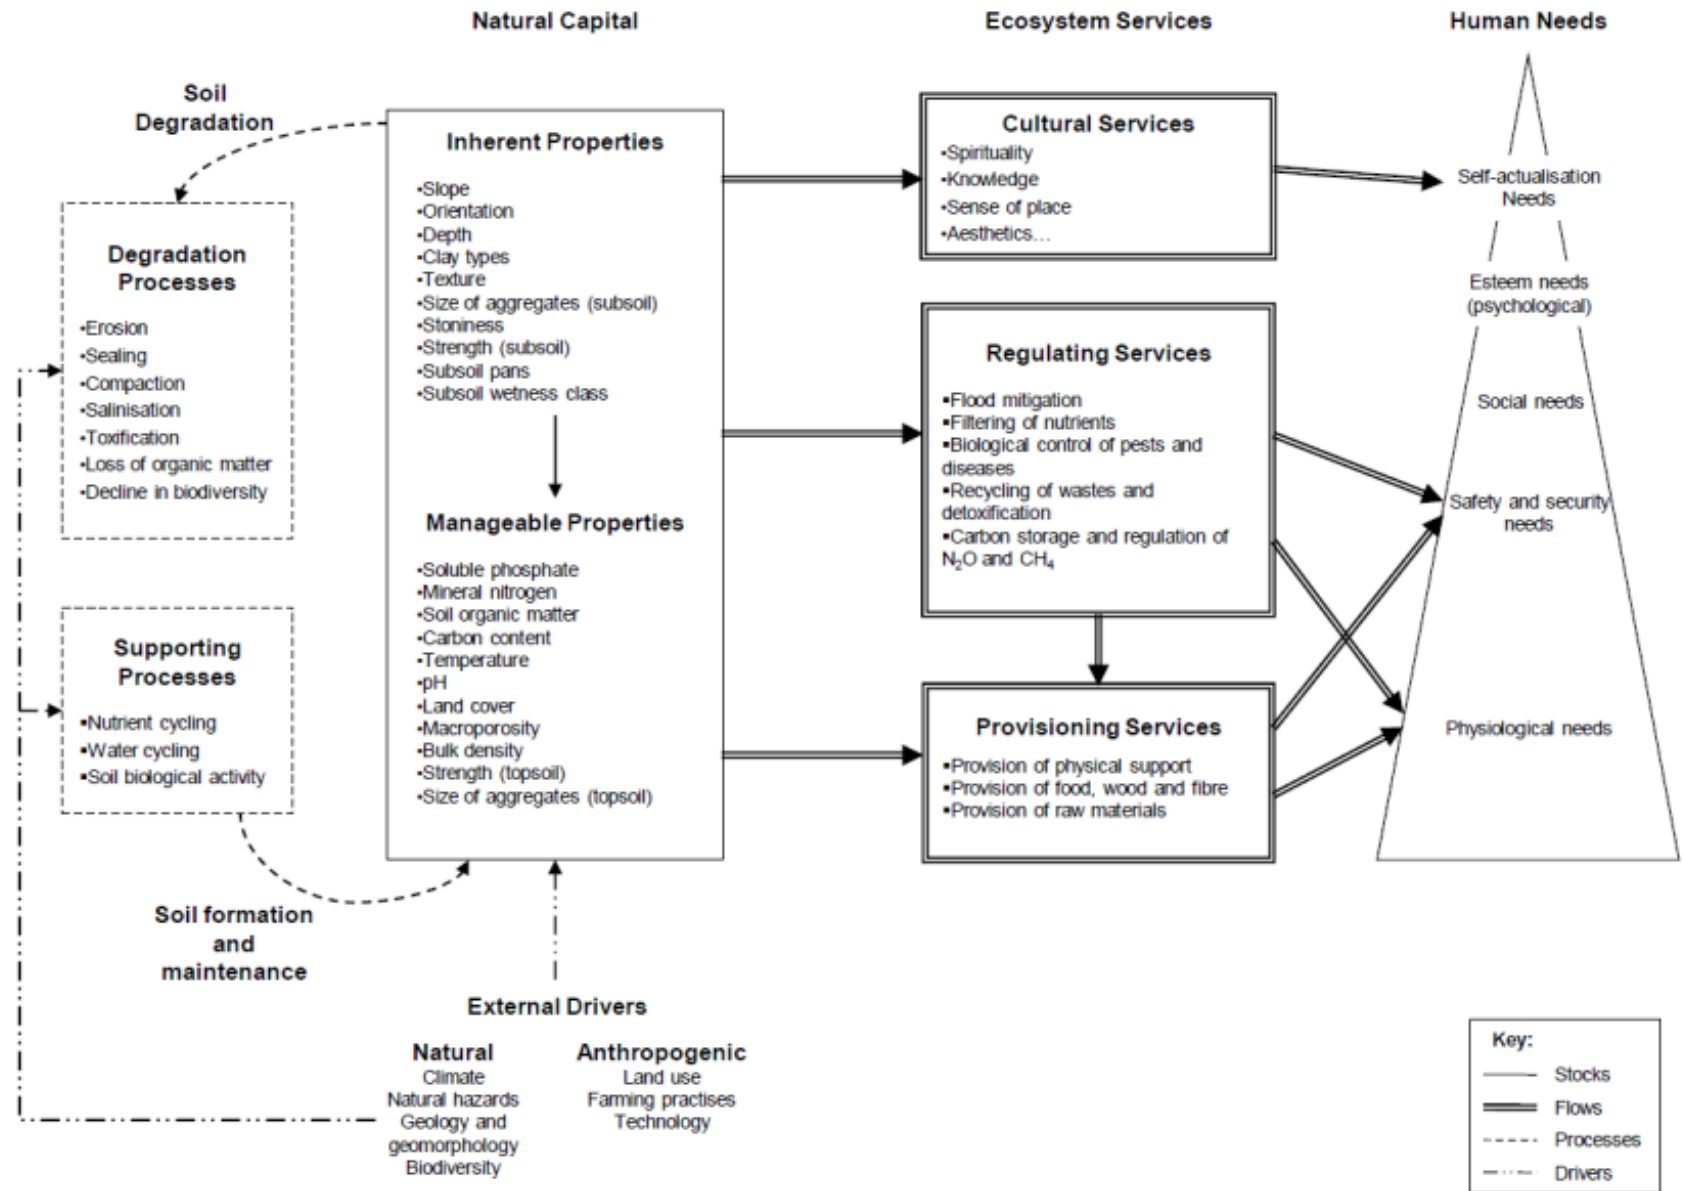 Natural Capital
Ecosystem Services
Human Needs
Soil
Degradation
Degradation
Processes
•Erosion
•Sealing
•Compaction
•Salinisation
•Toxification
•Loss of organic matter
•Decline in biodiversity
Supporting
Processes
▪Nutrient cycling
▪Water cycling
▪Soil biological activity
Soil formation
and
maintenance
Inherent Properties
•Slope
•Orientation
•Depth
•Clay types
•Texture
•Size of aggregates (subsoil)
•Stoniness
•Strength (subsoil)
•Subsoil pans
•Subsoil wetness class
Manageable Properties
•Soluble phosphate
•Mineral nitrogen
•Soil organic matter
•Carbon content
•Temperature
•pH
•Land cover
•Macroporosity
•Bulk density
•Strength (topsoil)
•Size of aggregates (topsoil)
External Drivers
Natural
Climate
Natural hazards
Geology and
geomorphology
Biodiversity
Anthropogenic
Land use
Farming practises
Technology
Cultural Services
•Spirituality
•Knowledge
•Sense of place
•Aesthetics…
Regulating Services
▪Flood mitigation
▪Filtering of nutrients
▪Biological control of pests and
diseases
▪Recycling of wastes and
detoxification
▪Carbon storage and regulation of
N₂O and CH₄
Provisioning Services
▪Provision of physical support
▪Provision of food, wood and fibre
▪Provision of raw materials
Self-actualisation
Needs
Esteem needs
(psychological)
Social needs
Safety and security
needs
Physiological needs
Key:
Stocks
Flows
Processes
Drivers